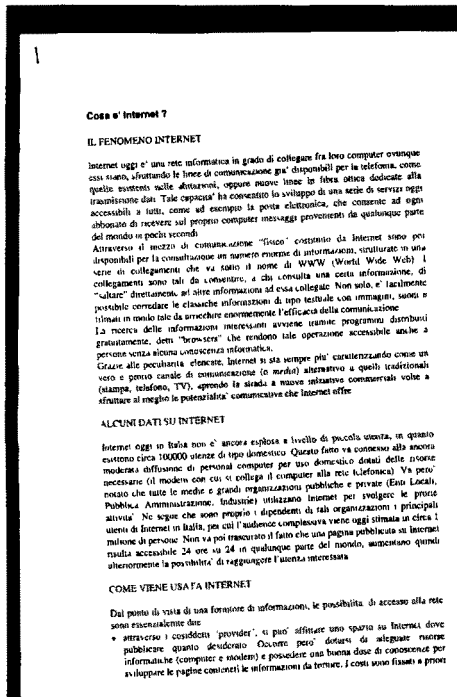 Cosa e' Internet ?
IL FENOMENO INTERNET
Internet oggi e' una rete informatica in grado di collegare fra loro computer ovunque
essi siano, sfruttando le linee di comunicazione gia' disponibili per la telefonia, come
quelle esistenti nelle abitazioni, oppure nuove linee in fibra ottica dedicate alla
trasmissione dati. Tale capacita' ha consentito lo sviluppo di una serie di servizi oggi
accessibili a tutti, come ad esempio la posta elettronica, che consente ad ogni
abbonato di ricevere sul proprio computer messaggi provenienti da qualunque parte
del mondo in pochi secondi
Attraverso il mezzo di comunicazione "fisico" costituito da Internet sono poi
disponibili per la consultazione un numero enorme di informazioni, strutturate in una
serie di collegamenti che va sotto il nome di WWW (World Wide Web) I
collegamenti sono tali da consentire, a chi consulta una certa informazione, di
"saltare" direttamente ad altre informazioni ad essa collegate Non solo, e' facilmente
possibile corredare le classiche informazioni di tipo testuale con immagini, suoni e
filmati in modo tale da arricchire enormemente l'efficacia della comunicazione
La ricerca delle informazioni interessanti avviene tramite programmi distribuiti
gratuitamente, detti "browsers" che rendono tale operazione accessibile anche a
persone senza alcuna conoscenza informatica.
Grazie alle peculiarita' elencate, Internet si sta sempre piu' caratterizzando come un
vero e proprio canale di comunicazione (o media) alternativo a quelli tradizionali
(stampa, telefono, TV), aprendo la strada a nuove iniziative commerciali volte a
sfruttare al meglio le potenzialita' comunicative che Internet offre
ALCUNI DATI SU INTERNET
Internet oggi in Italia non e' ancora esplosa a livello di piccola utenza, in quanto
esistono circa 100000 utenze di tipo domestico Questo fatto va connesso alla ancora
moderata diffusione di personal computer per uso domestico dotati delle risorse
necessarie (il modem con cui si collega il computer alla rete telefonica) Va pero'
notato che tutte le medie e grandi organizzazioni pubbliche e private (Enti Locali,
Pubblica Amministrazione, Industrie) utilizzano Internet per svolgere le proprie
attivita' Ne segue che sono proprio i dipendenti di tali organizzazioni i principali
utenti di Internet in Italia, per cui l'audience complessiva viene oggi stimata in circa 1
milione di persone Non va poi trascurato il fatto che una pagina pubblicata su Internet
risulta accessibile 24 ore su 24 in qualunque parte del mondo, aumentano quindi
ulteriormente la possibilita' di raggiungere l'utenza interessata
COME VIENE USATA INTERNET
Dal punto di vista di una fornitore di informazioni, le possibilita di accesso alla rete
sono essenzialmente due
• attraverso i cosiddetti 'provider', si puo' affittare uno spazio su Internet dove
pubblicare quanto desiderato Occorre pero' dotarsi di adeguate risorse
informatiche (computer e modem) e possedere una buona dose di conoscenze per
sviluppare le pagine contenenti le informazioni da fornire. I costi sono fissati a priori